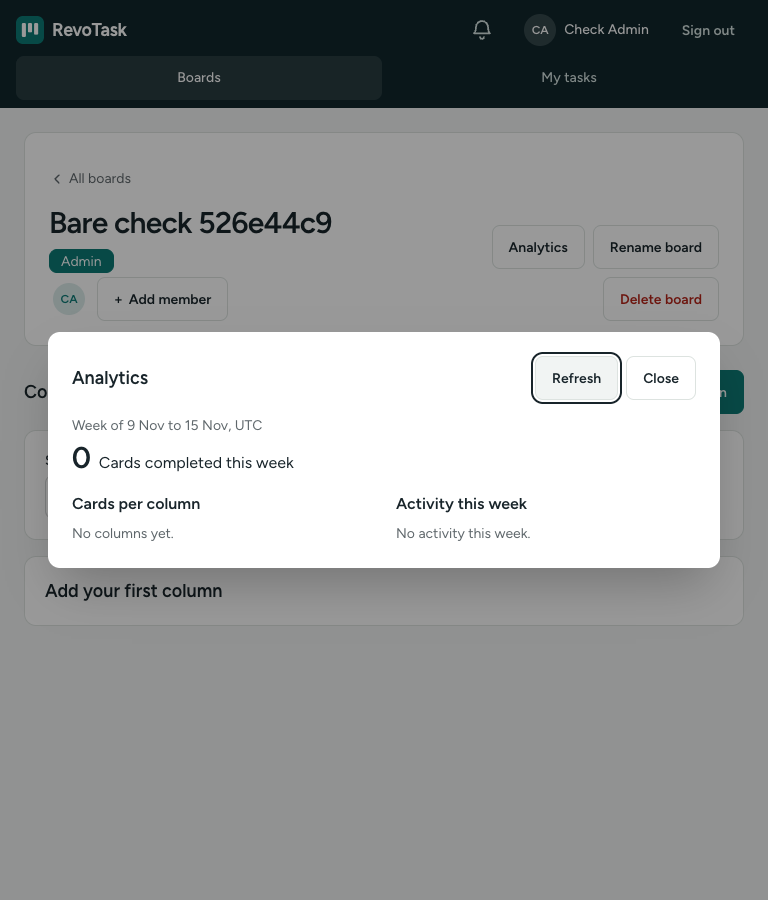 RevoTask
CA
Check Admin
Sign out
Boards
My tasks
All boards
Bare check 526e44c9
Admin
Analytics
Rename board
CA
+ Add member
Delete board
Analytics
Refresh
Close
Week of 9 Nov to 15 Nov, UTC
0 Cards completed this week
Cards per column
Activity this week
No columns yet.
No activity this week.
Add your first column